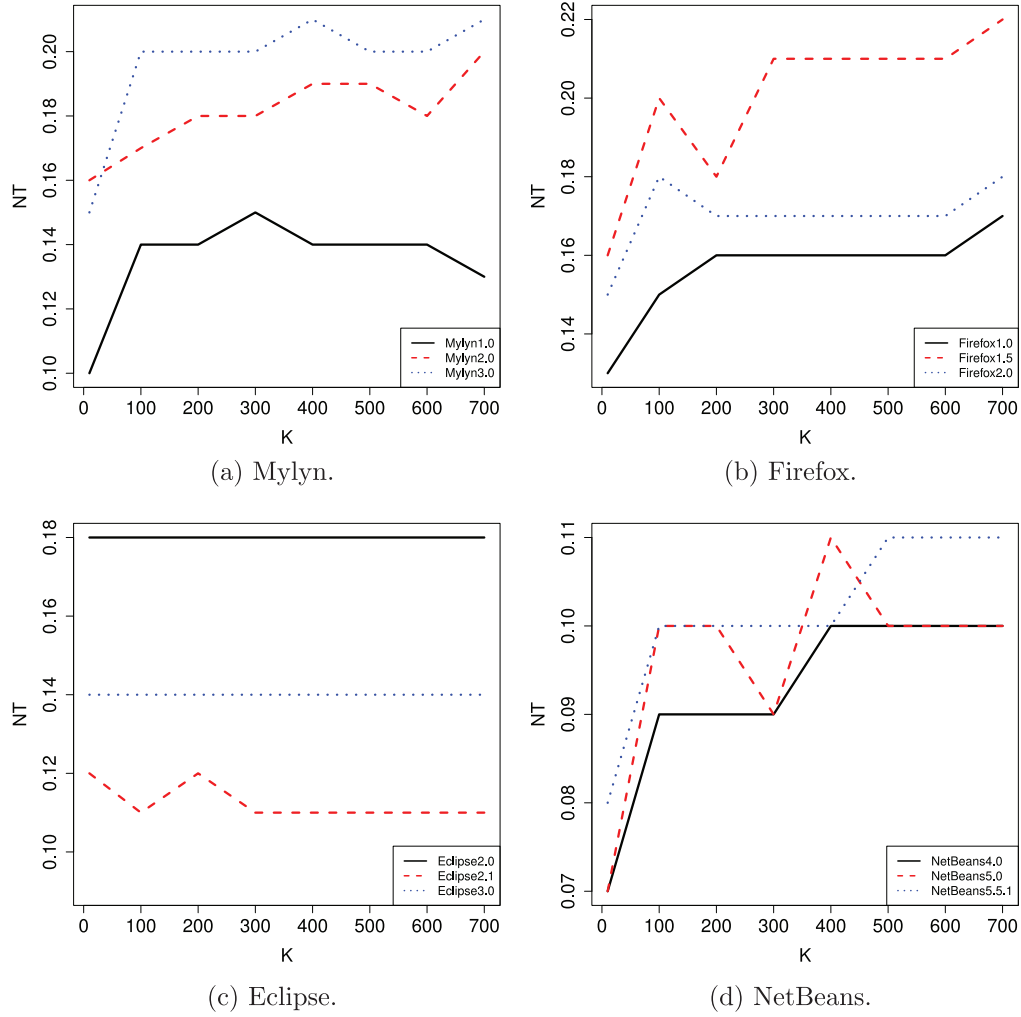 NT
0.20
0.18
0.16
0.14
0.12
0.10
Mylyn1.0
Mylyn2.0
Mylyn3.0
0 100 200 300 400 500 600 700
K
(a) Mylyn.
NT
0.22
0.20
0.18
0.16
0.14
Firefox1.0
Firefox1.5
Firefox2.0
0 100 200 300 400 500 600 700
K
(b) Firefox.
NT
0.18
0.16
0.14
0.12
0.10
Eclipse2.0
Eclipse2.1
Eclipse3.0
0 100 200 300 400 500 600 700
K
(c) Eclipse.
NT
0.11
0.10
0.09
0.08
0.07
NetBeans4.0
NetBeans5.0
NetBeans5.5.1
0 100 200 300 400 500 600 700
K
(d) NetBeans.